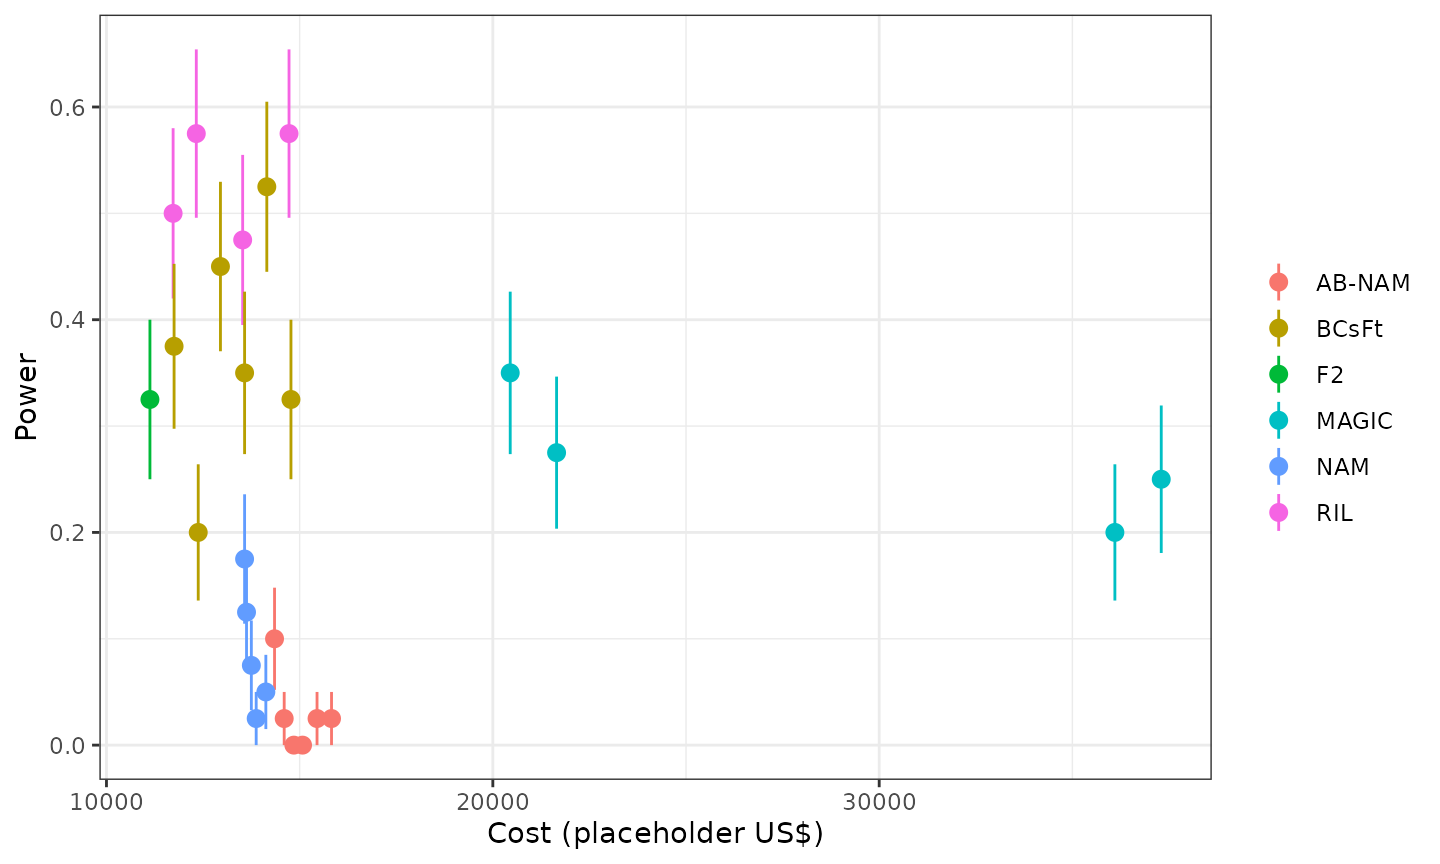 0.6
0.4
0.2
0.0
Power
10000
20000
30000
Cost (placeholder US$)
AB-NAM
BCsFt
F2
MAGIC
NAM
RIL